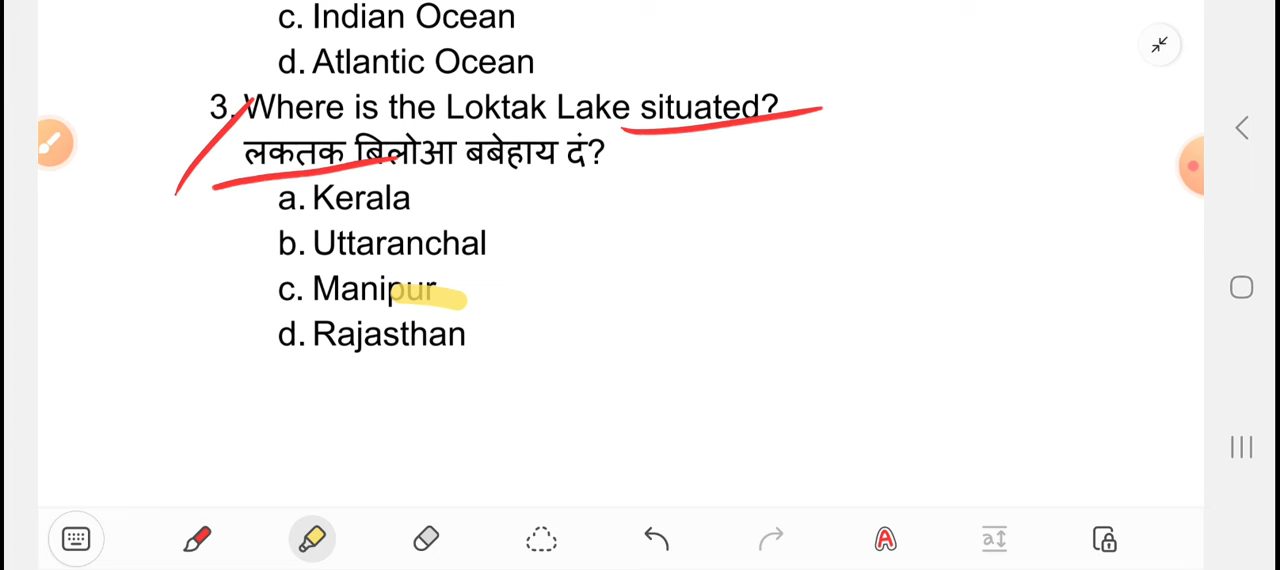 c. Indian Ocean
d. Atlantic Ocean
3. Where is the Loktak Lake situated?
लकतक बिलोआ बबेहाय दं?
a. Kerala
b. Uttaranchal
c. Manipur
d. Rajasthan